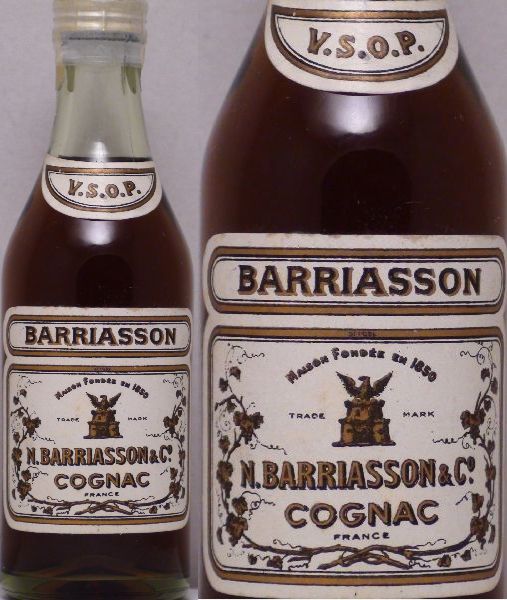 V.S.O.P.
BARRIASSON
MAISON FONDÉE EN 1850
TRADE MARK
N. BARRIASSON & Cº
COGNAC
FRANCE
V.S.O.P.
BARRIASSON
MAISON FONDÉE EN 1850
TRADE MARK
N. BARRIASSON & Cº
COGNAC
FRANCE